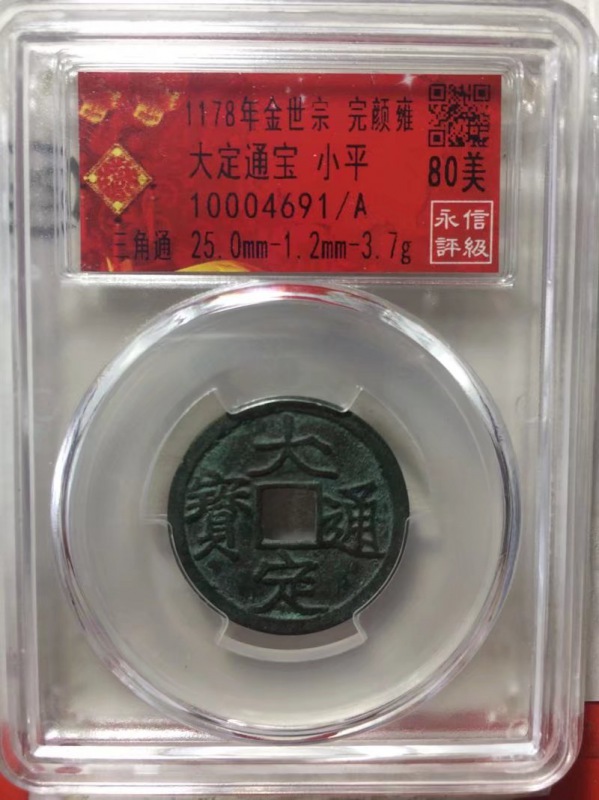 1178年金世宗 完颜雍
大定通宝 小平
10004691/A
三角通 25.0mm-1.2mm-3.7g
80美
永信
評級
大定通寶